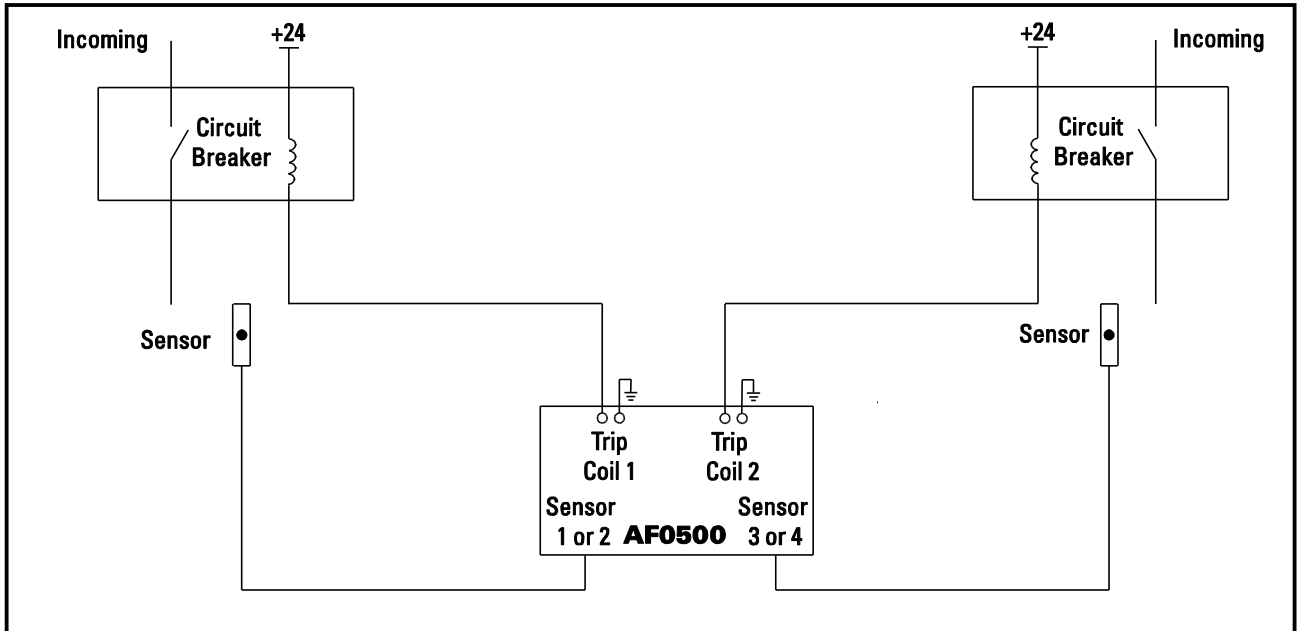 Incoming
+24
+24
Incoming
Circuit
Breaker
Circuit
Breaker
Sensor
Sensor
Trip
Coil 1
Trip
Coil 2
Sensor
1 or 2
AF0500
Sensor
3 or 4